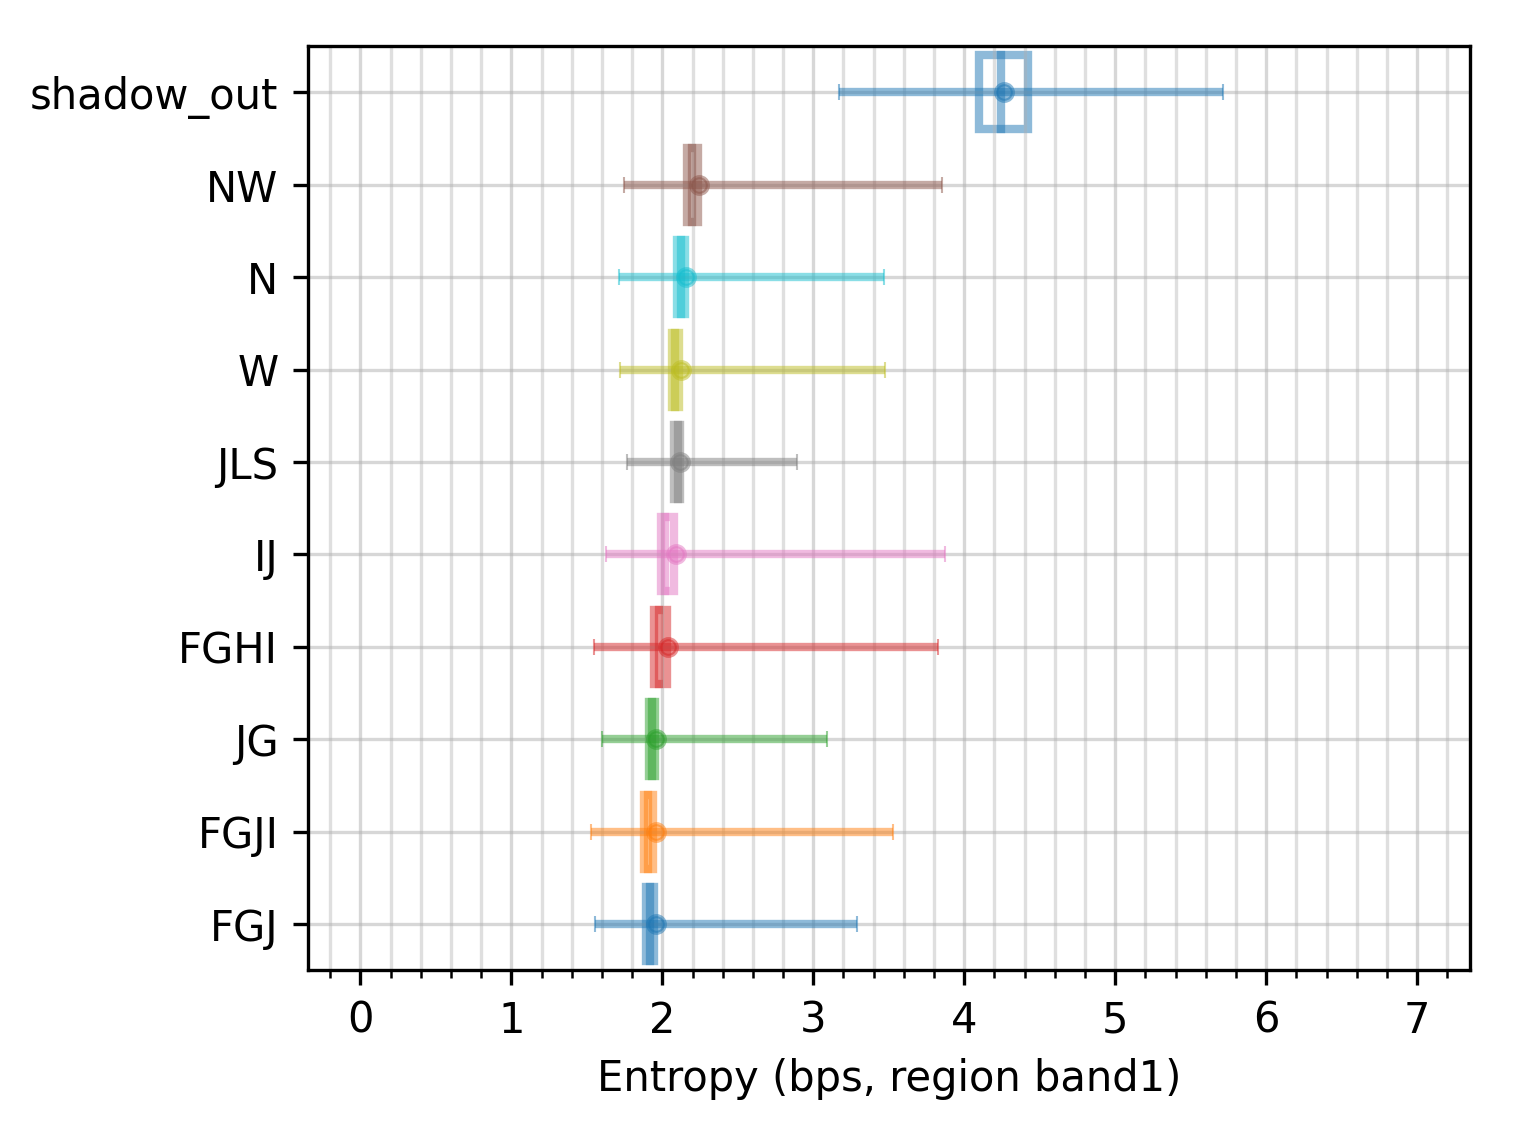 shadow_out
NW
N
W
JLS
IJ
FGHI
JG
FGJI
FGJ
0 1 2 3 4 5 6 7
Entropy (bps, region band1)